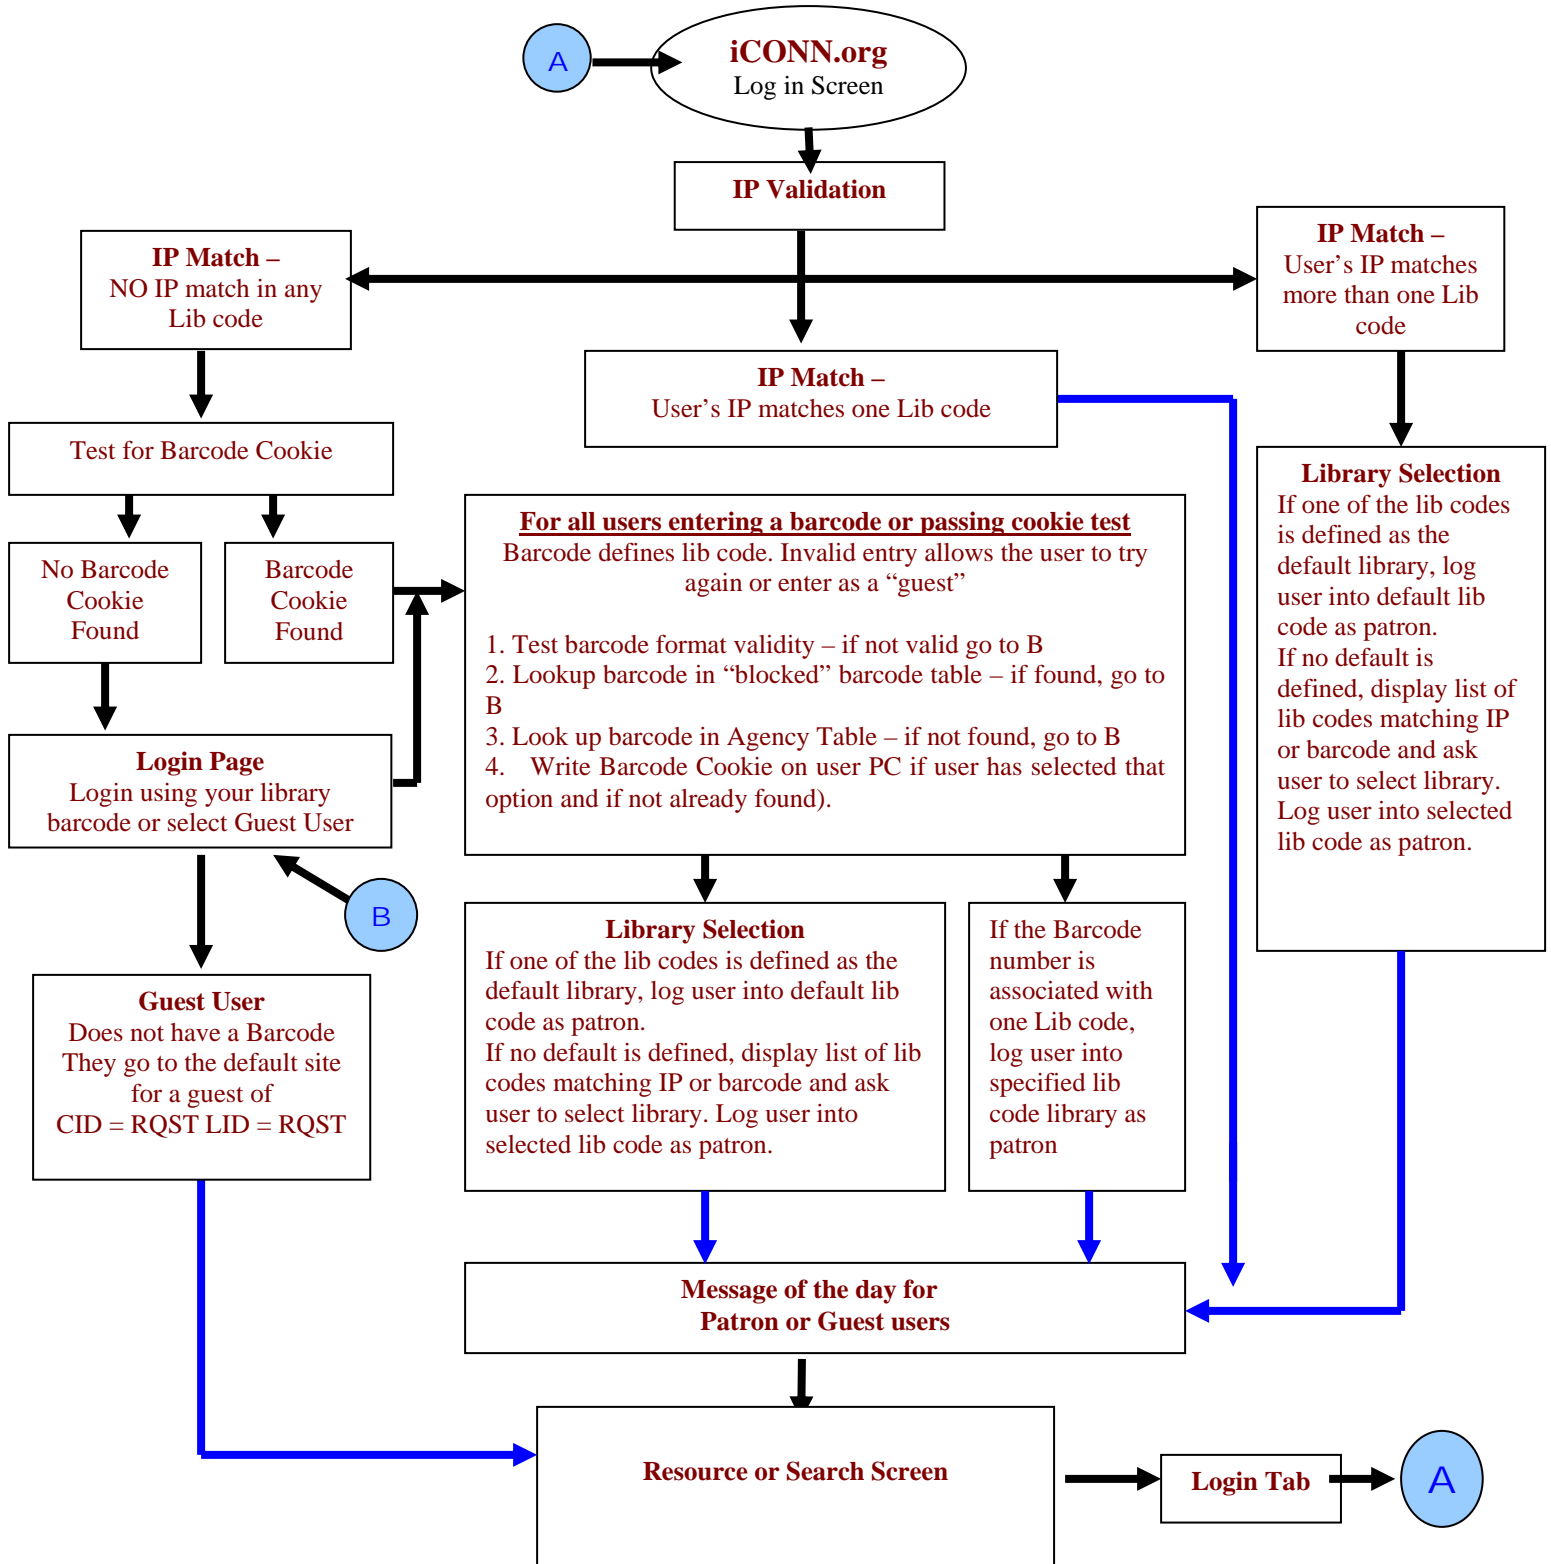 A
iCONN.org
Log in Screen
IP Validation
IP Match –
NO IP match in any
Lib code
IP Match –
User’s IP matches one Lib code
IP Match –
User’s IP matches
more than one Lib
code
Test for Barcode Cookie
No Barcode
Cookie
Found
Barcode
Cookie
Found
Login Page
Login using your library
barcode or select Guest User
B
Guest User
Does not have a Barcode
They go to the default site
for a guest of
CID = RQST LID = RQST
For all users entering a barcode or passing cookie test
Barcode defines lib code. Invalid entry allows the user to try
again or enter as a “guest”
1. Test barcode format validity – if not valid go to B
2. Lookup barcode in “blocked” barcode table – if found, go to
B
3. Look up barcode in Agency Table – if not found, go to B
4. Write Barcode Cookie on user PC if user has selected that
option and if not already found).
Library Selection
If one of the lib codes is defined as the
default library, log user into default lib
code as patron.
If no default is defined, display list of lib
codes matching IP or barcode and ask
user to select library. Log user into
selected lib code as patron.
If the Barcode
number is
associated with
one Lib code,
log user into
specified lib
code library as
patron
Library Selection
If one of the lib codes
is defined as the
default library, log
user into default lib
code as patron.
If no default is
defined, display list of
lib codes matching IP
or barcode and ask
user to select library.
Log user into selected
lib code as patron.
Message of the day for
Patron or Guest users
Resource or Search Screen
Login Tab
A